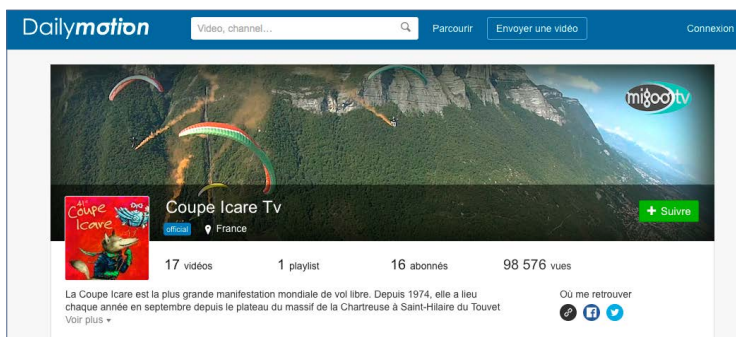 Dailymotion
Video, channel...
Parcourir
Envoyer une vidéo
Connexion
migoo tv
41e
Coupe
Icare
Coupe Icare Tv
official France
+ Suivre
17 vidéos 1 playlist 16 abonnés 98 576 vues
La Coupe Icare est la plus grande manifestation mondiale de vol libre. Depuis 1974, elle a lieu
chaque année en septembre depuis le plateau du massif de la Chartreuse à Saint-Hilaire du Touvet
Voir plus
Où me retrouver